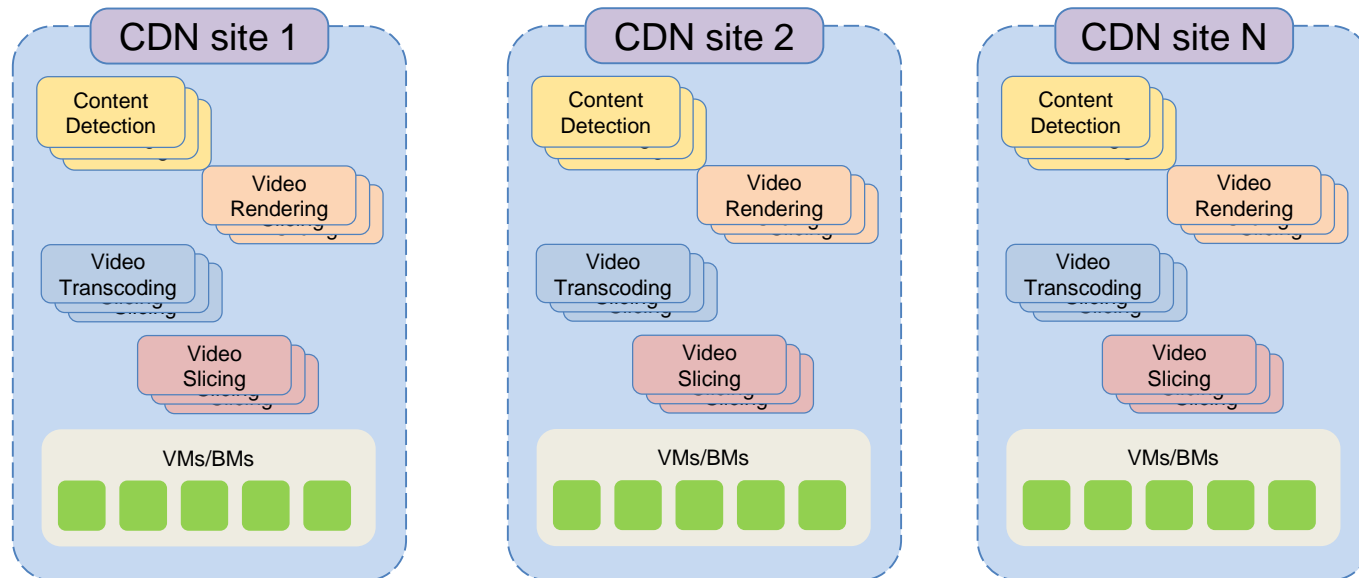 CDN site 1
Content
Detection
Video
Rendering
Video
Transcoding
Video
Slicing
VMs/BMs
CDN site 2
Content
Detection
Video
Rendering
Video
Transcoding
Video
Slicing
VMs/BMs
CDN site N
Content
Detection
Video
Rendering
Video
Transcoding
Video
Slicing
VMs/BMs